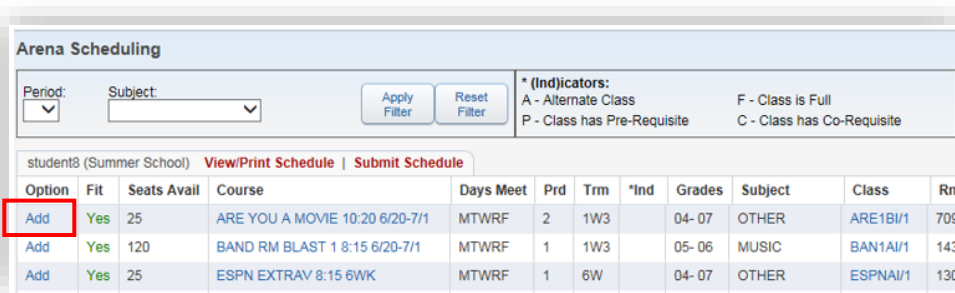 Arena Scheduling
Period: Subject: Apply Filter Reset Filter
* (Ind)icators:
A - Alternate Class F - Class is Full
P - Class has Pre-Requisite C - Class has Co-Requisite
student8 (Summer School) View/Print Schedule | Submit Schedule
Option Fit Seats Avail Course Days Meet Prd Trm *Ind Grades Subject Class
Add Yes 25 ARE YOU A MOVIE 10:20 6/20-7/1 MTWRF 2 1W3 04- 07 OTHER ARE1BI/1 709
Add Yes 120 BAND RM BLAST 1 8:15 6/20-7/1 MTWRF 1 1W3 05- 06 MUSIC BAN1AI/1 143
Add Yes 25 ESPN EXTRAV 8:15 6WK MTWRF 1 6W 04- 07 OTHER ESPNAI/1 130